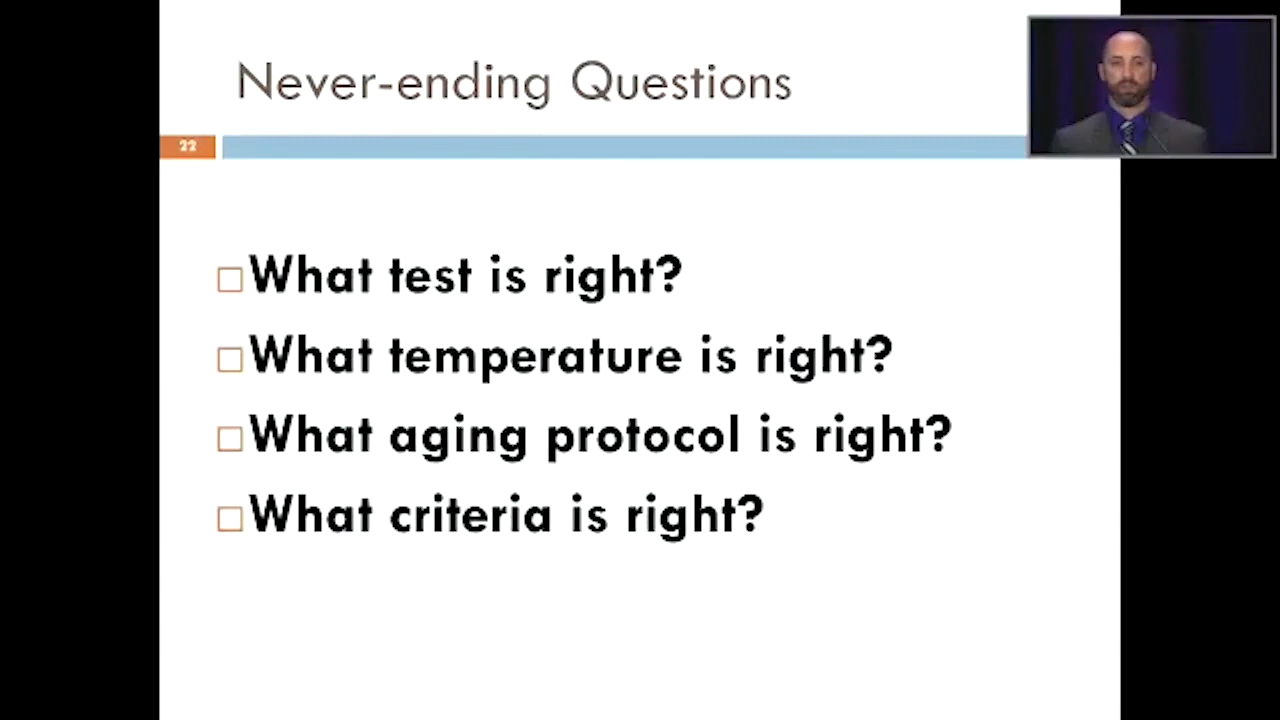 Never-ending Questions
22
What test is right?
What temperature is right?
What aging protocol is right?
What criteria is right?